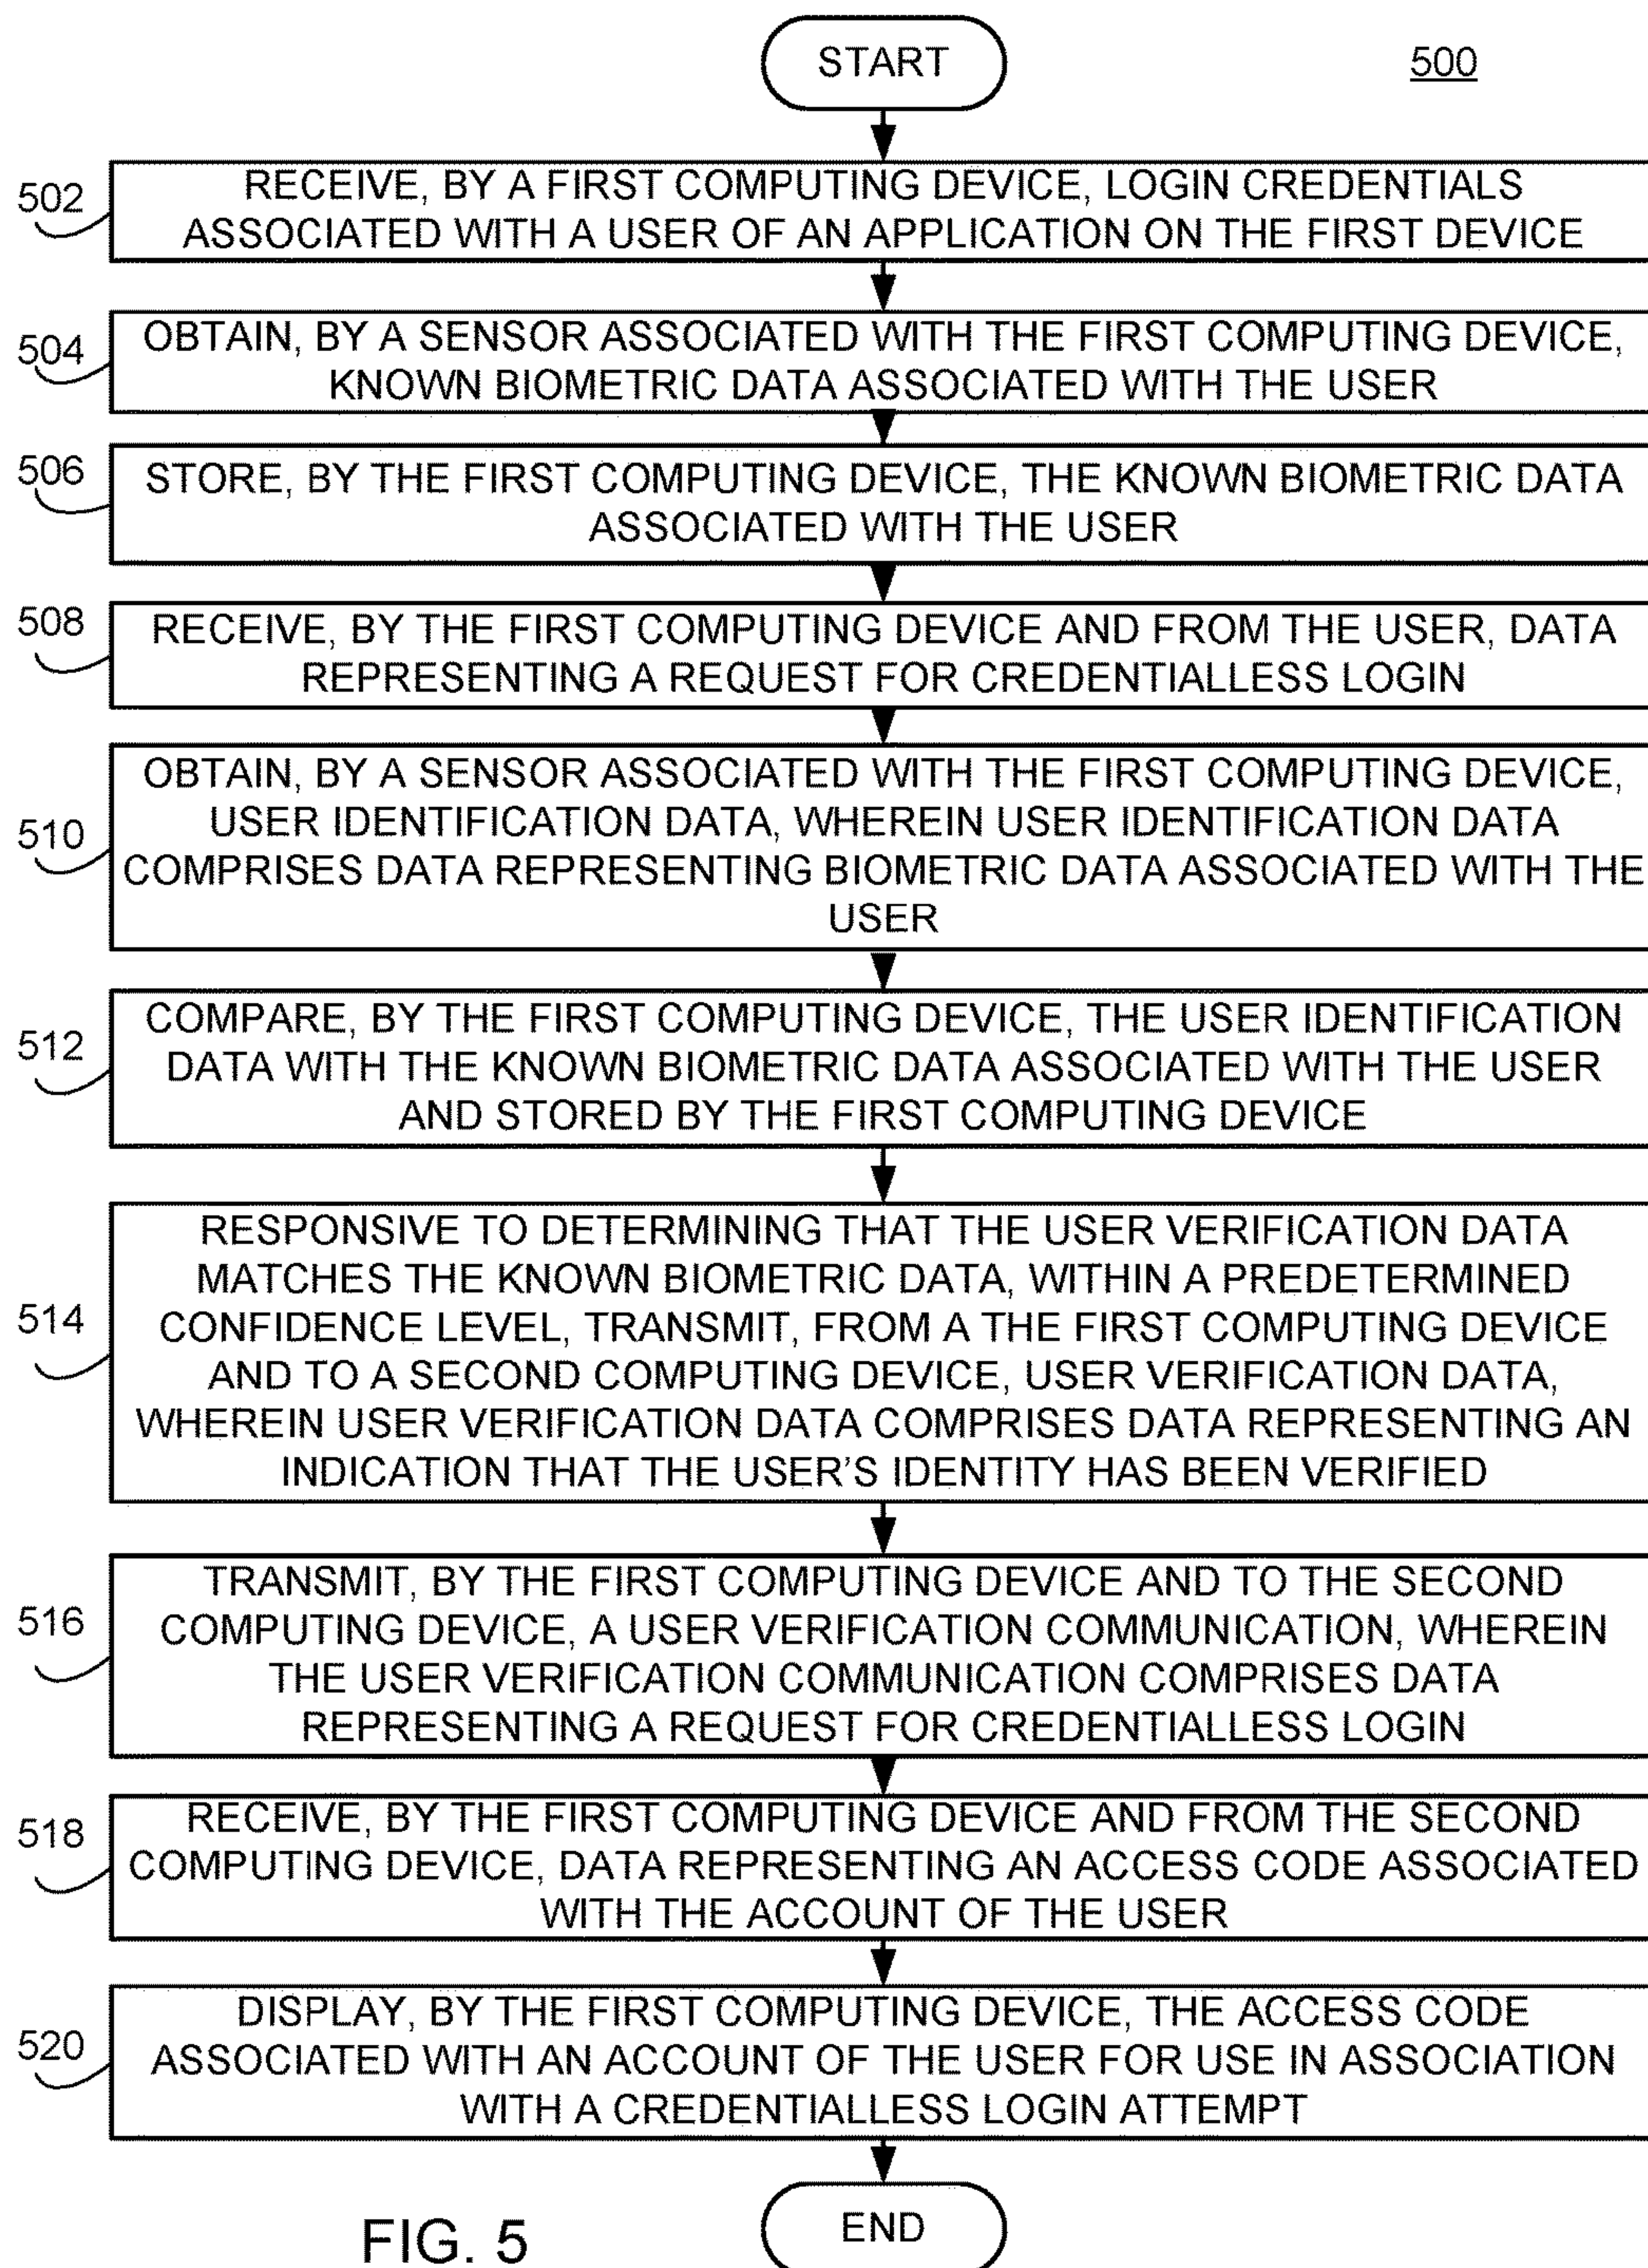 START
500
502
RECEIVE, BY A FIRST COMPUTING DEVICE, LOGIN CREDENTIALS
ASSOCIATED WITH A USER OF AN APPLICATION ON THE FIRST DEVICE
504
OBTAIN, BY A SENSOR ASSOCIATED WITH THE FIRST COMPUTING DEVICE,
KNOWN BIOMETRIC DATA ASSOCIATED WITH THE USER
506
STORE, BY THE FIRST COMPUTING DEVICE, THE KNOWN BIOMETRIC DATA
ASSOCIATED WITH THE USER
508
RECEIVE, BY THE FIRST COMPUTING DEVICE AND FROM THE USER, DATA
REPRESENTING A REQUEST FOR CREDENTIALLESS LOGIN
510
OBTAIN, BY A SENSOR ASSOCIATED WITH THE FIRST COMPUTING DEVICE,
USER IDENTIFICATION DATA, WHEREIN USER IDENTIFICATION DATA
COMPRISES DATA REPRESENTING BIOMETRIC DATA ASSOCIATED WITH THE
USER
512
COMPARE, BY THE FIRST COMPUTING DEVICE, THE USER IDENTIFICATION
DATA WITH THE KNOWN BIOMETRIC DATA ASSOCIATED WITH THE USER
AND STORED BY THE FIRST COMPUTING DEVICE
514
RESPONSIVE TO DETERMINING THAT THE USER VERIFICATION DATA
MATCHES THE KNOWN BIOMETRIC DATA, WITHIN A PREDETERMINED
CONFIDENCE LEVEL, TRANSMIT, FROM A THE FIRST COMPUTING DEVICE
AND TO A SECOND COMPUTING DEVICE, USER VERIFICATION DATA,
WHEREIN USER VERIFICATION DATA COMPRISES DATA REPRESENTING AN
INDICATION THAT THE USER'S IDENTITY HAS BEEN VERIFIED
516
TRANSMIT, BY THE FIRST COMPUTING DEVICE AND TO THE SECOND
COMPUTING DEVICE, A USER VERIFICATION COMMUNICATION, WHEREIN
THE USER VERIFICATION COMMUNICATION COMPRISES DATA
REPRESENTING A REQUEST FOR CREDENTIALLESS LOGIN
518
RECEIVE, BY THE FIRST COMPUTING DEVICE AND FROM THE SECOND
COMPUTING DEVICE, DATA REPRESENTING AN ACCESS CODE ASSOCIATED
WITH THE ACCOUNT OF THE USER
520
DISPLAY, BY THE FIRST COMPUTING DEVICE, THE ACCESS CODE
ASSOCIATED WITH AN ACCOUNT OF THE USER FOR USE IN ASSOCIATION
WITH A CREDENTIALLESS LOGIN ATTEMPT
END
FIG. 5